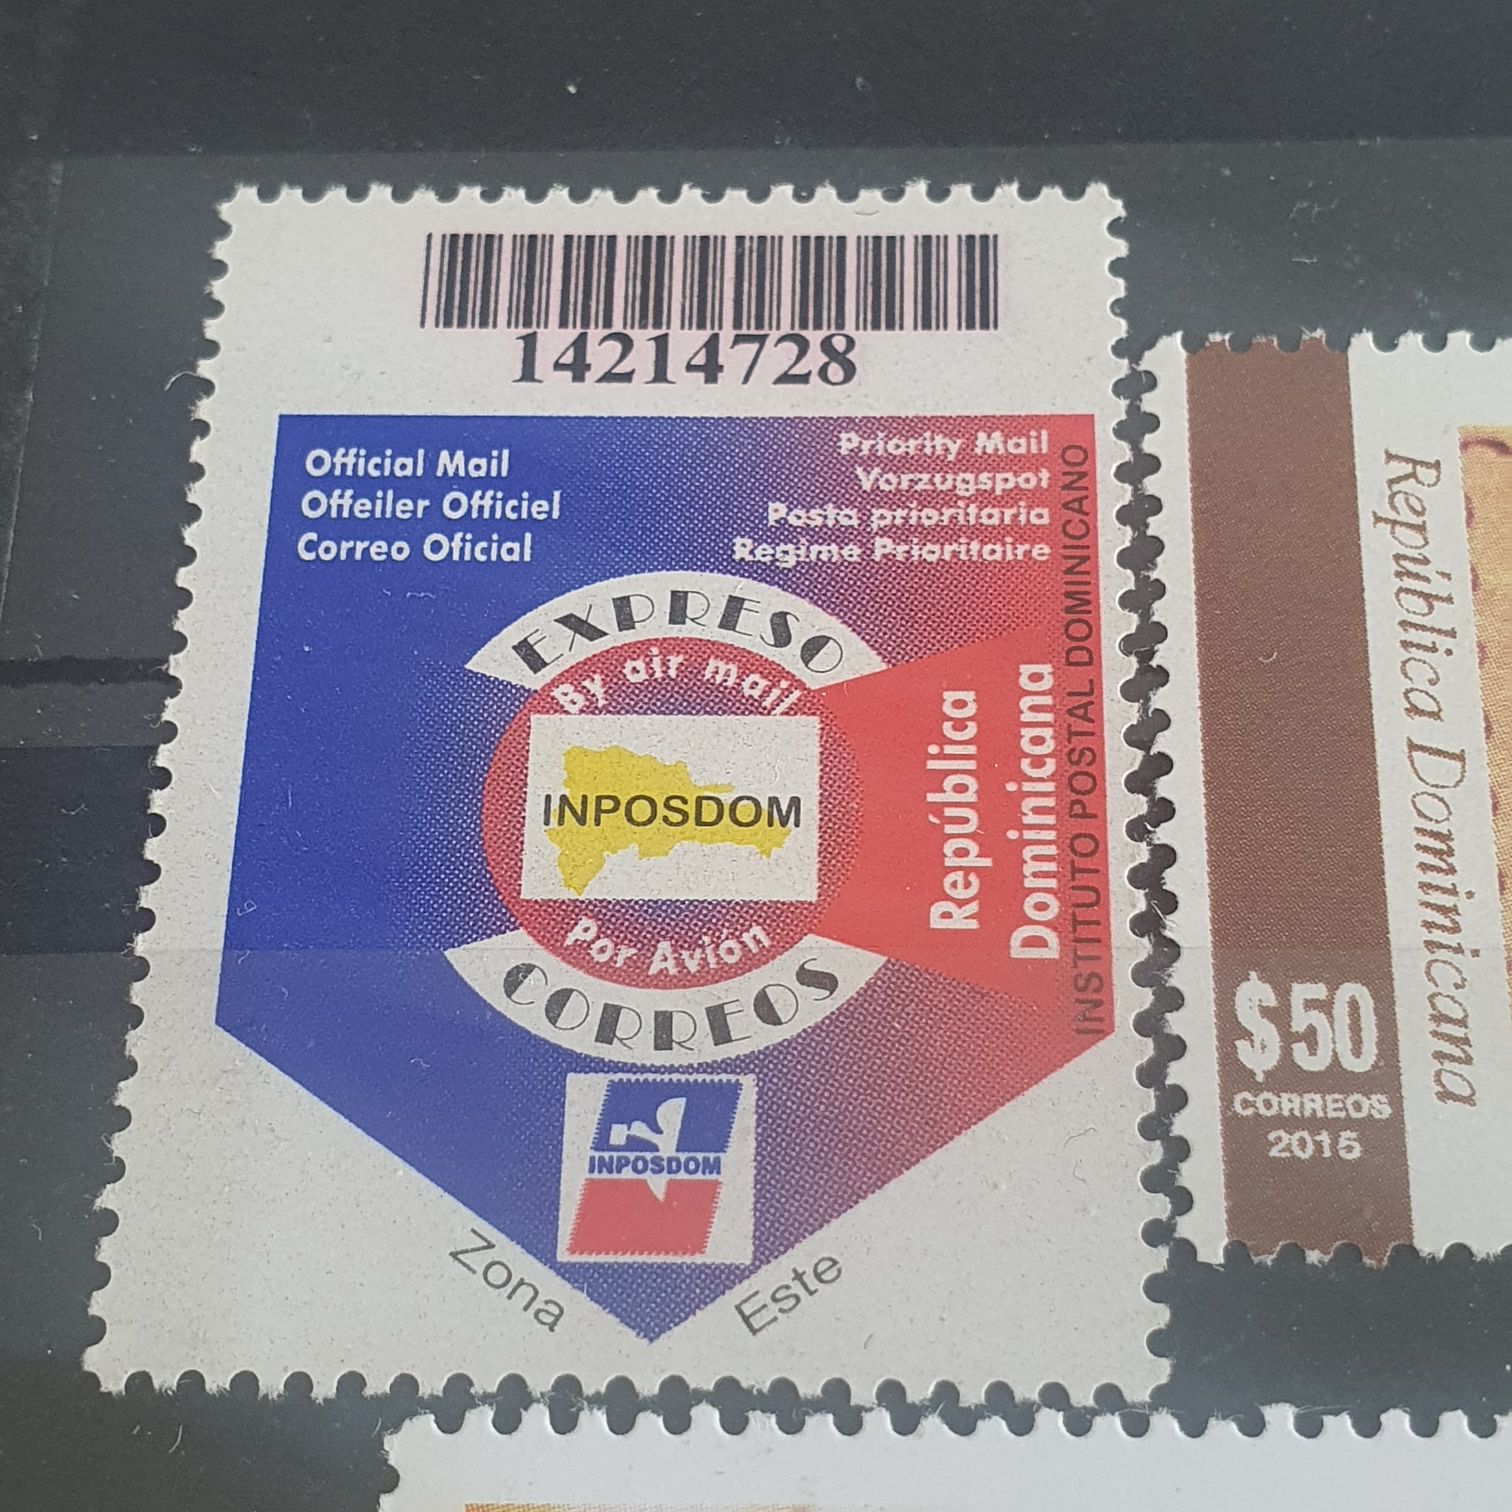 14214728
Official Mail
Offeiler Officiel
Correo Oficial
Priority Mail
Vorzugspot
Posta prioritaria
Regime Prioritaire
EXPRESO
By air mail
INPOSDOM
Por Avión
CORREOS
República
Dominicana
INSTITUTO POSTAL DOMINICANO
INPOSDOM
Zona Este
República Dominicana
$50
CORREOS
2015